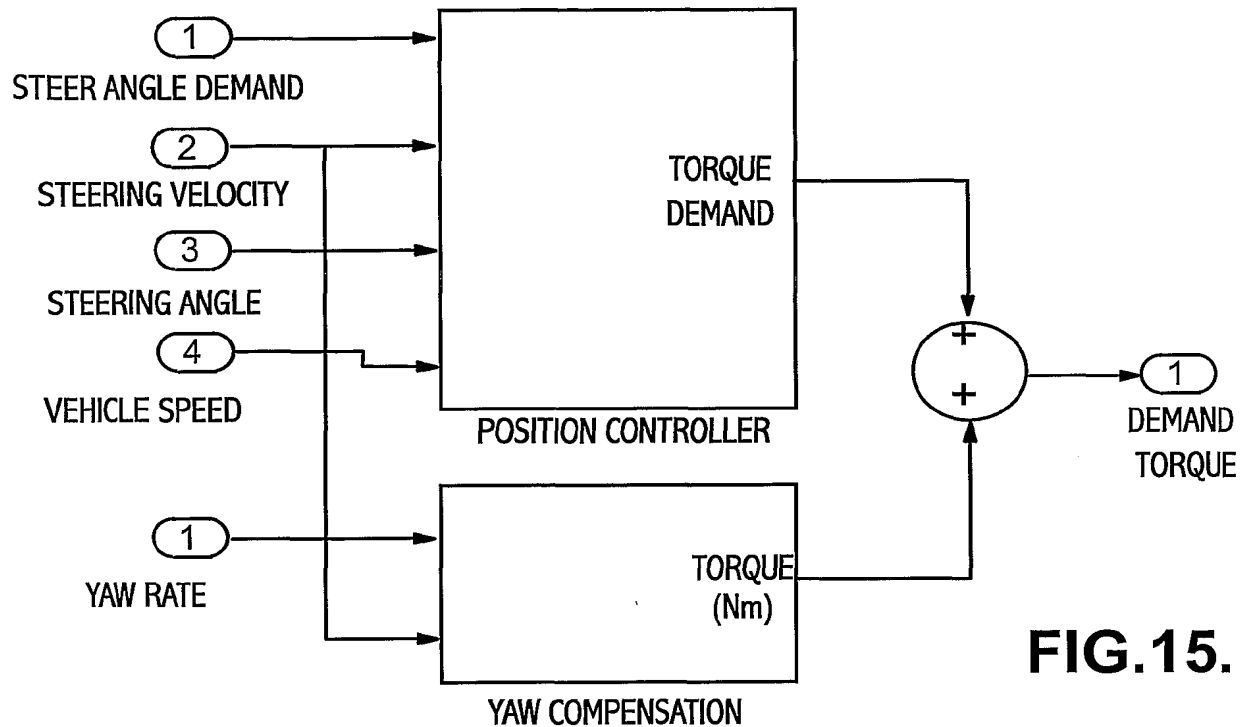 1
STEER ANGLE DEMAND
2
STEERING VELOCITY
3
STEERING ANGLE
4
VEHICLE SPEED
TORQUE
DEMAND
POSITION CONTROLLER
+
+
1
DEMAND
TORQUE
1
YAW RATE
TORQUE
(Nm)
YAW COMPENSATION
FIG.15.